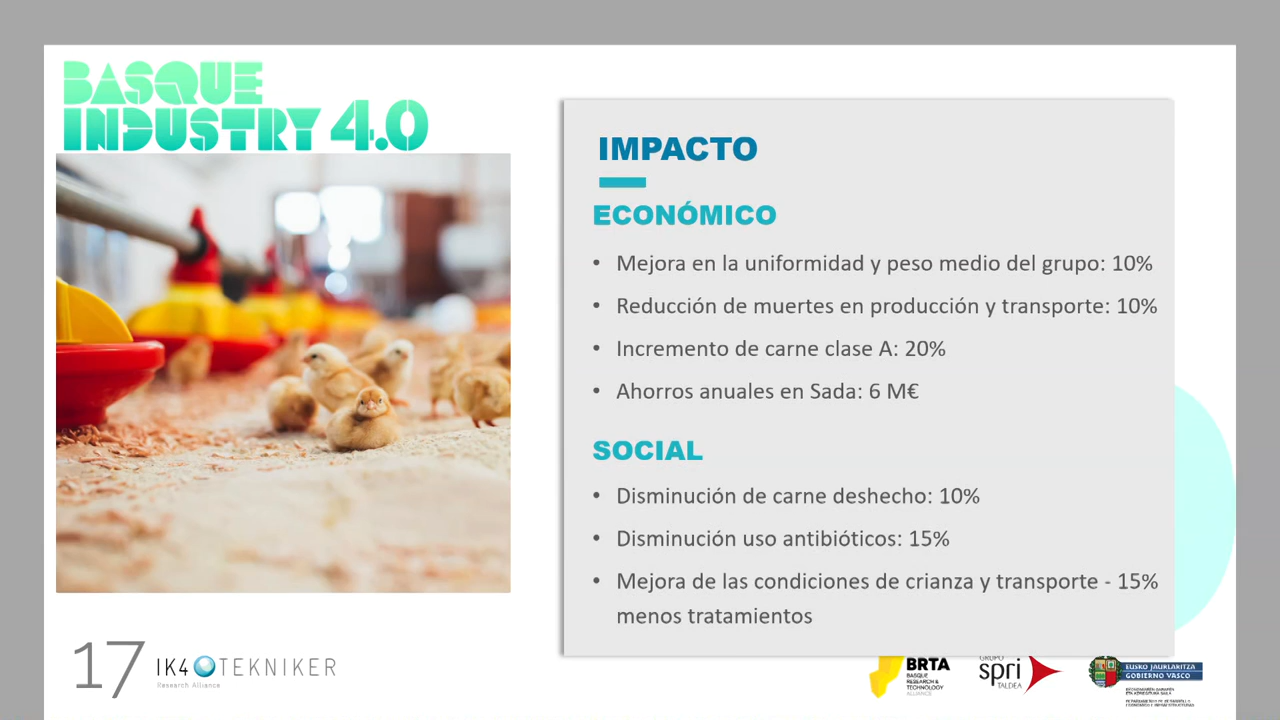 BASQUE
INDUSTRY 4.0
IMPACTO
ECONÓMICO
• Mejora en la uniformidad y peso medio del grupo: 10%
• Reducción de muertes en producción y transporte: 10%
• Incremento de carne clase A: 20%
• Ahorros anuales en Sada: 6 M€
SOCIAL
• Disminución de carne deshecho: 10%
• Disminución uso antibióticos: 15%
• Mejora de las condiciones de crianza y transporte - 15%
menos tratamientos
17
IK4 TEKNIKER
Research Alliance
BRTA
BASQUE
RESEARCH &
TECHNOLOGY
ALLIANCE
GRUPO
spri
TALDEA
EUSKO JAURLARITZA
GOBIERNO VASCO